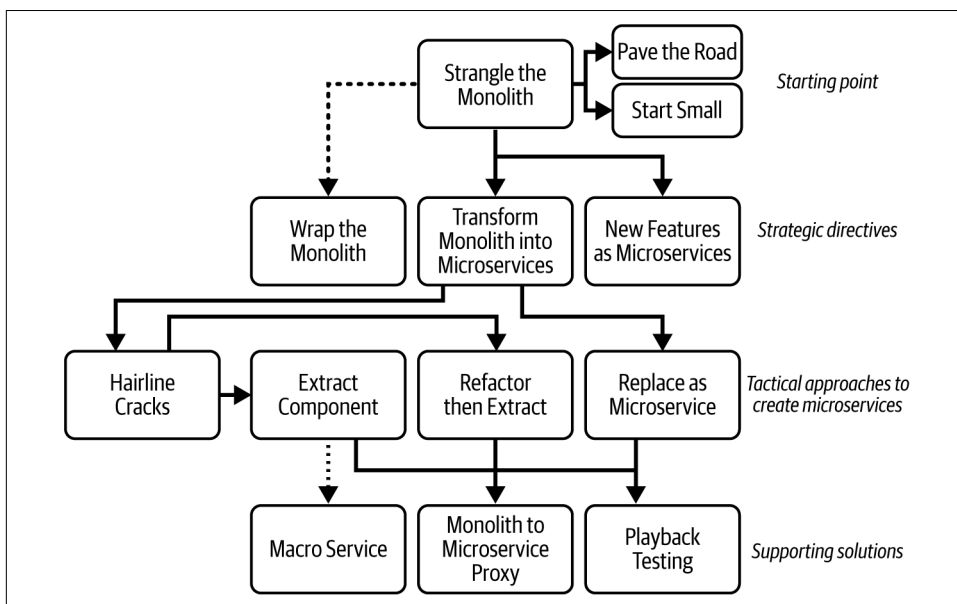 Strangle the
Monolith
Pave the Road
Start Small
Starting point
Wrap the
Monolith
Transform
Monolith into
Microservices
New Features
as Microservices
Strategic directives
Hairline
Cracks
Extract
Component
Refactor
then Extract
Replace as
Microservice
Tactical approaches to
create microservices
Macro Service
Monolith to
Microservice
Proxy
Playback
Testing
Supporting solutions